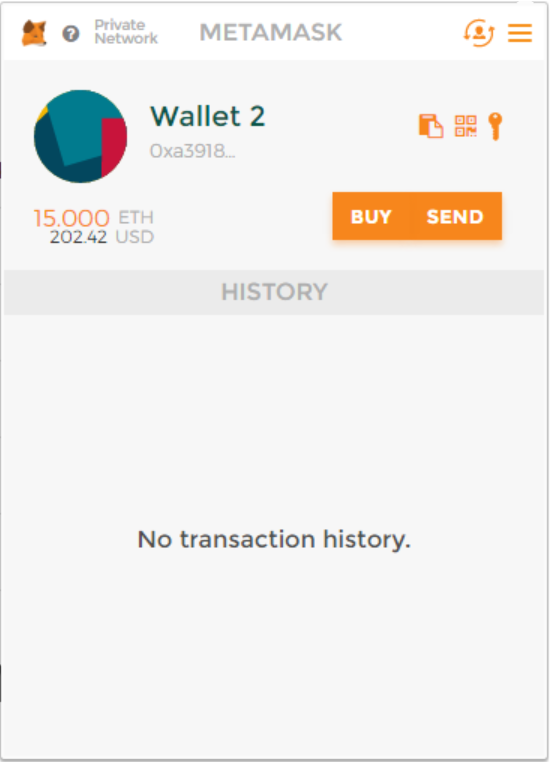 Private
Network
METAMASK
Wallet 2
0xa3918...
15.000 ETH
202.42 USD
BUY
SEND
HISTORY
No transaction history.